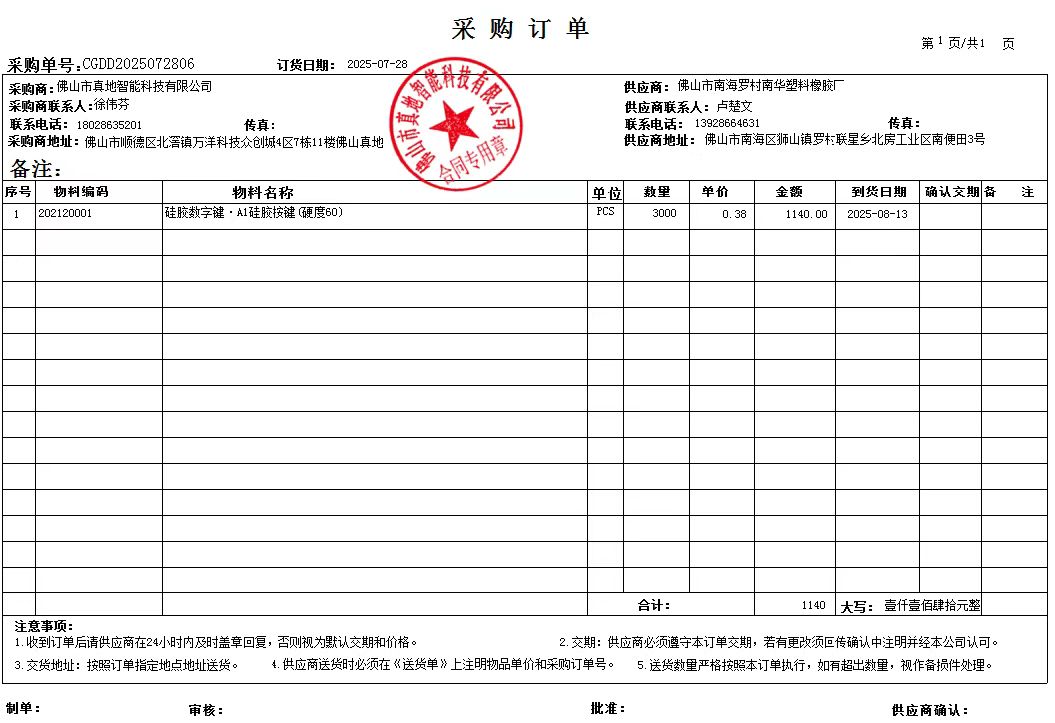 采购订单
第1页/共1 页
采购单号:CGDD2025072806 订货日期: 2025-07-28
采购商:佛山市真地智能科技有限公司 供应商: 佛山市南海罗村南华塑料橡胶厂
采购商联系人:徐伟芬 供应商联系人: 卢楚文
联系电话: 18028635201 传真: 联系电话: 13928664631 传真:
采购商地址: 佛山市顺德区北滘镇万洋科技众创城4区7栋11楼佛山真地 供应商地址: 佛山市南海区狮山镇罗村联星乡北房工业区南便田3号
佛山市真地智能科技有限公司
合同专用章
备注:
序号 物料编码 物料名称 单位 数量 单价 金额 到货日期 确认交期 备 注
1 202120001 硅胶数字键·A1硅胶按键(硬度60) PCS 3000 0.38 1140.00 2025-08-13
合计: 1140 大写: 壹仟壹佰肆拾元整
注意事项:
1.收到订单后请供应商在24小时内及时盖章回复，否则视为默认交期和价格。 2.交期: 供应商必须遵守本订单交期，若有更改须回传确认中注明并经本公司认可。
3.交货地址: 按照订单指定地点地址送货。 4.供应商送货时必须在《送货单》上注明物品单价和采购订单号。 5.送货数量严格按照本订单执行，如有超出数量，视作备损件处理。
制单: 审核: 批准: 供应商确认: